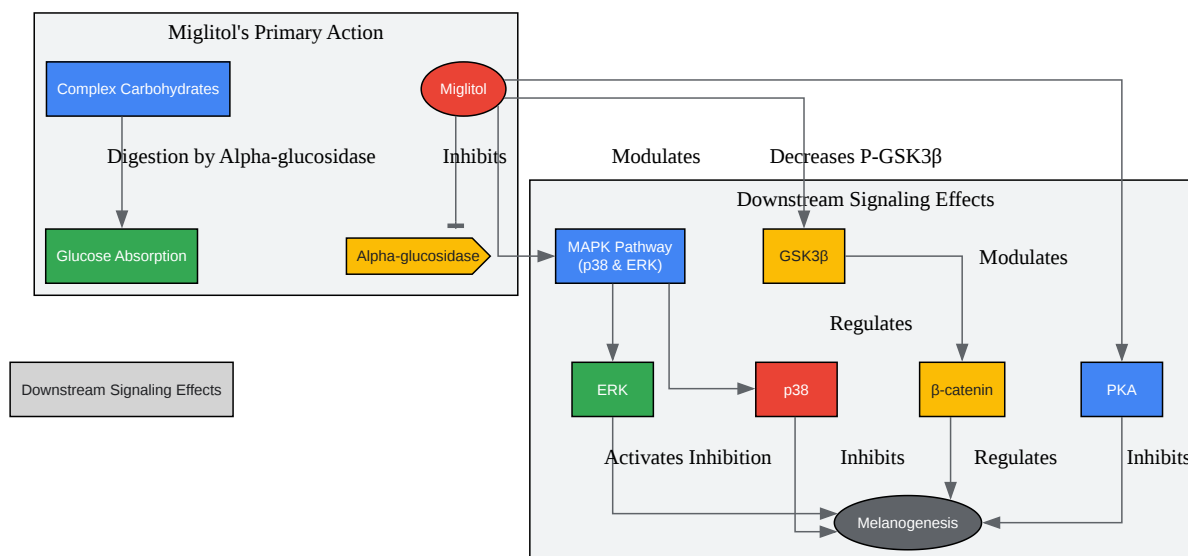 Miglitol's Primary Action
Complex Carbohydrates
Miglitol
Digestion by Alpha-glucosidase
Inhibits
Modulates
Decreases P-GSK3β
Downstream Signaling Effects
Glucose Absorption
Alpha-glucosidase
MAPK Pathway
(p38 & ERK)
GSK3β
Modulates
Regulates
Downstream Signaling Effects
ERK
p38
β-catenin
PKA
Activates Inhibition
Inhibits
Regulates
Inhibits
Melanogenesis